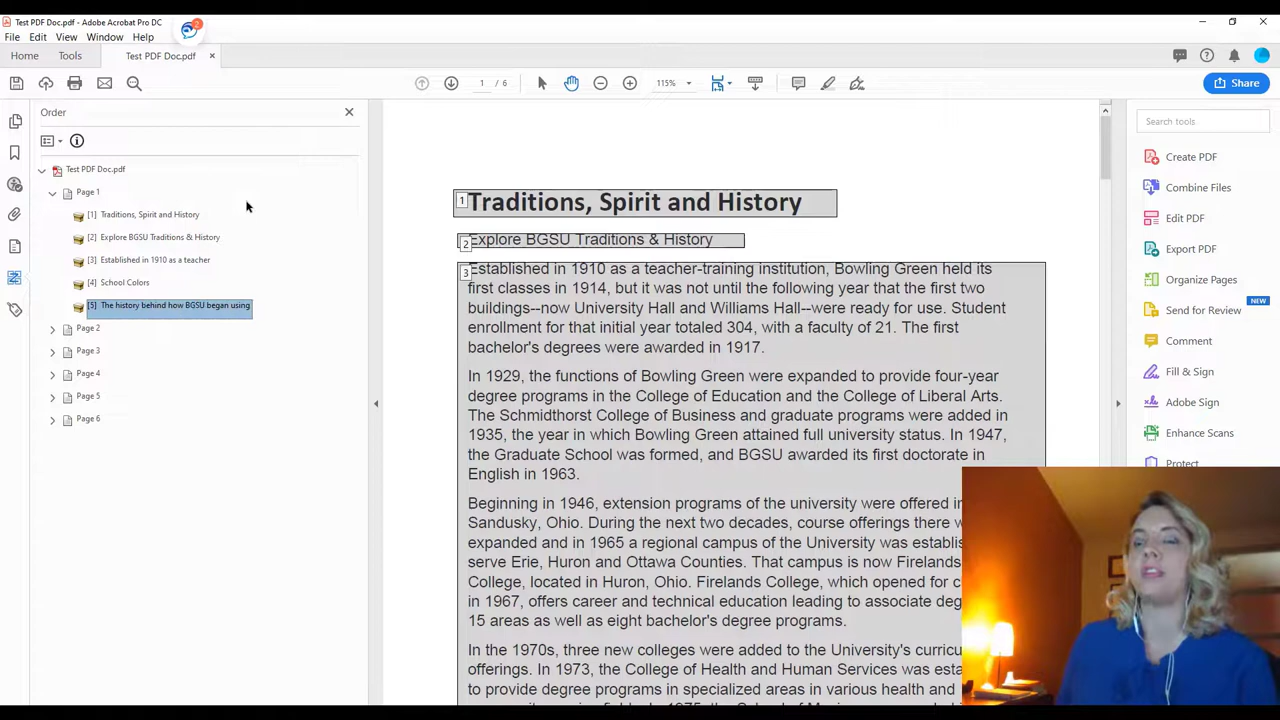 Test PDF Doc.pdf - Adobe Acrobat Pro DC
2
File Edit View Window Help
Home Tools Test PDF Doc.pdf
1 / 6 115% Share
Order
Test PDF Doc.pdf
Page 1
[1] Traditions, Spirit and History
[2] Explore BGSU Traditions & History
[3] Established in 1910 as a teacher
[4] School Colors
[5] The history behind how BGSU began using
Page 2
Page 3
Page 4
Page 5
Page 6
1 Traditions, Spirit and History
2 Explore BGSU Traditions & History
3 Established in 1910 as a teacher-training institution, Bowling Green held its
first classes in 1914, but it was not until the following year that the first two
buildings--now University Hall and Williams Hall--were ready for use. Student
enrollment for that initial year totaled 304, with a faculty of 21. The first
bachelor's degrees were awarded in 1917.
In 1929, the functions of Bowling Green were expanded to provide four-year
degree programs in the College of Education and the College of Liberal Arts.
The Schmidthorst College of Business and graduate programs were added in
1935, the year in which Bowling Green attained full university status. In 1947,
the Graduate School was formed, and BGSU awarded its first doctorate in
English in 1963.
Beginning in 1946, extension programs of the university were offered in
Sandusky, Ohio. During the next two decades, course offerings there w
expanded and in 1965 a regional campus of the University was establis
serve Erie, Huron and Ottawa Counties. That campus is now Firelands
College, located in Huron, Ohio. Firelands College, which opened for c
in 1967, offers career and technical education leading to associate deg
15 areas as well as eight bachelor's degree programs.
In the 1970s, three new colleges were added to the University's curricu
offerings. In 1973, the College of Health and Human Services was esta
to provide degree programs in specialized areas in various health and
Search tools
Create PDF
Combine Files
Edit PDF
Export PDF
Organize Pages
NEW
Send for Review
Comment
Fill & Sign
Adobe Sign
Enhance Scans
Protect